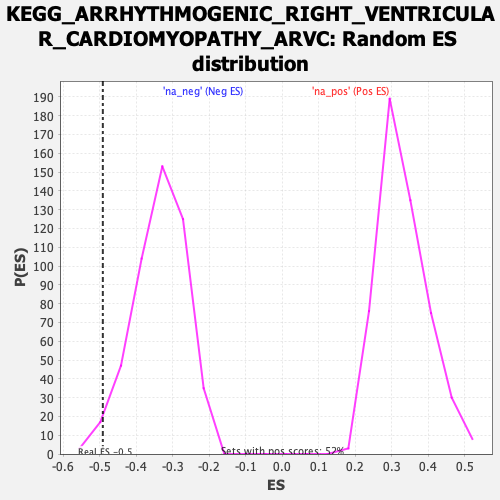 KEGG_ARRHYTHMOGENIC_RIGHT_VENTRICULA
R_CARDIOMYOPATHY_ARVC: Random ES
distribution
'na_neg' (Neg ES) 'na_pos' (Pos ES)
190
180
170
160
150
140
130
120
110
100
90
80
70
60
50
40
30
20
10
0
P(ES)
Real ES -0.5 Sets with pos scores: 52%
-0.6 -0.5 -0.4 -0.3 -0.2 -0.1 0.0 0.1 0.2 0.3 0.4 0.5
ES